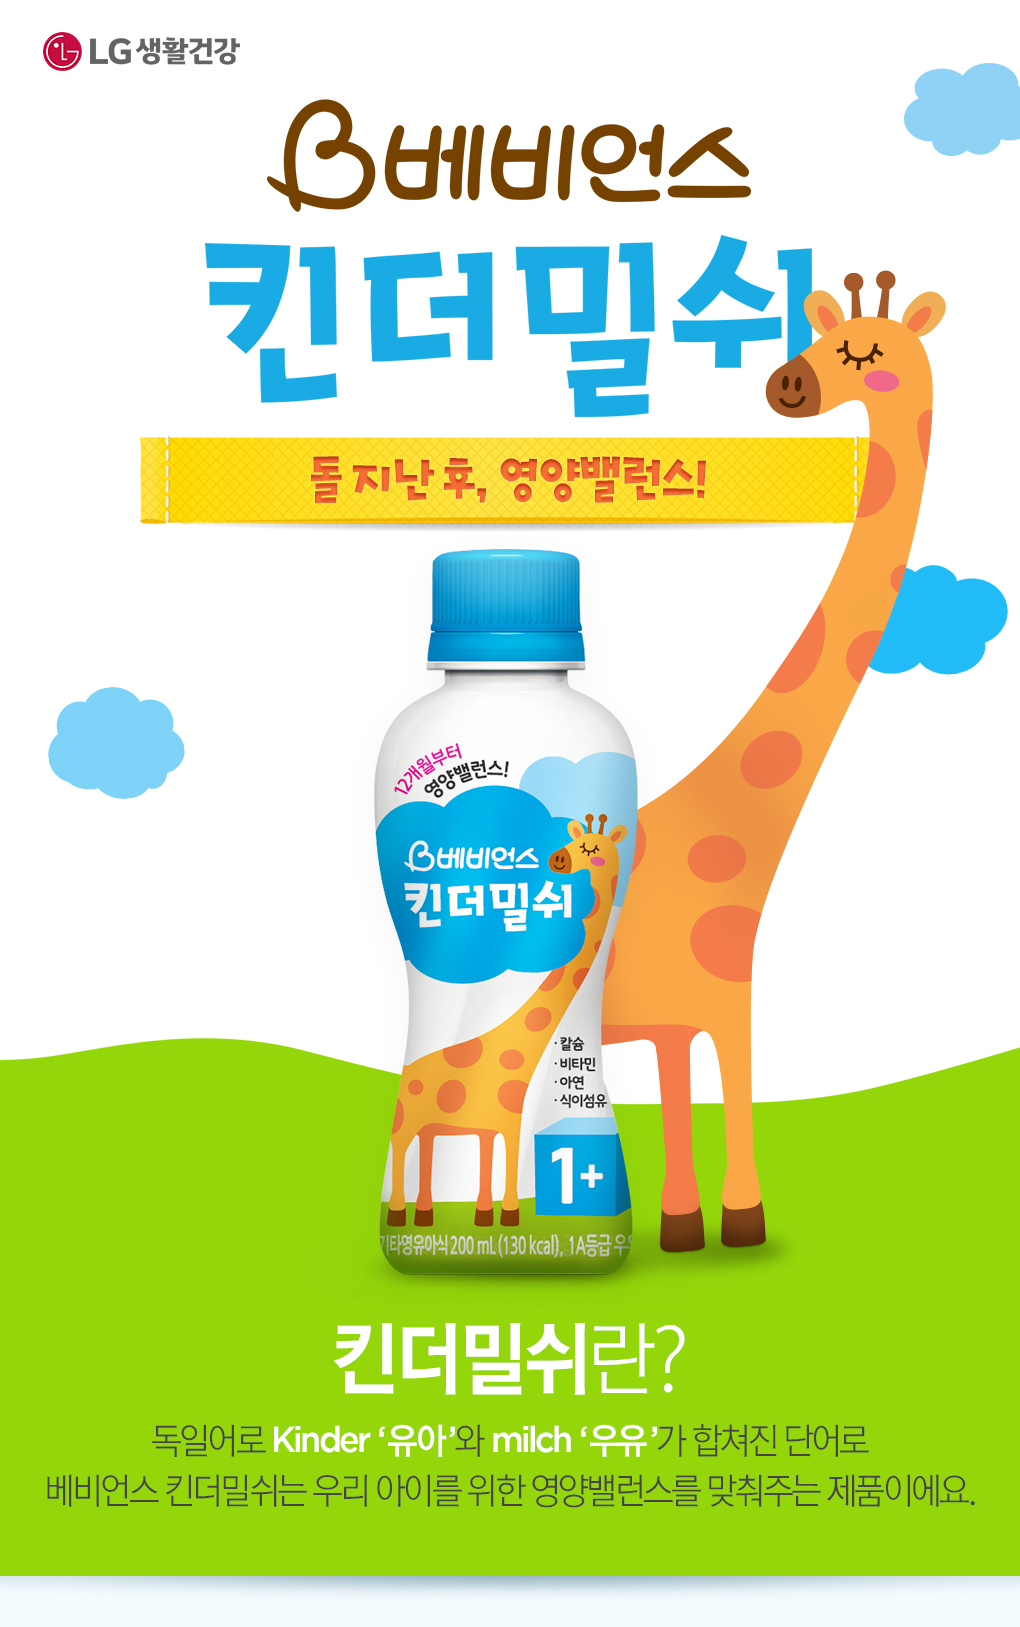 LG생활건강
베비언스
킨더밀쉬
돌 지난 후, 영양밸런스!
12개월부터
영양밸런스!
베비언스
킨더밀쉬
· 칼슘
· 비타민
· 아연
· 식이섬유
1+
기타영유아식 200 mL (130 kcal), 1A등급 우유
킨더밀쉬란?
독일어로 Kinder ‘유아’와 milch ‘우유’가 합쳐진 단어로
베비언스 킨더밀쉬는 우리 아이를 위한 영양밸런스를 맞춰주는 제품이에요.